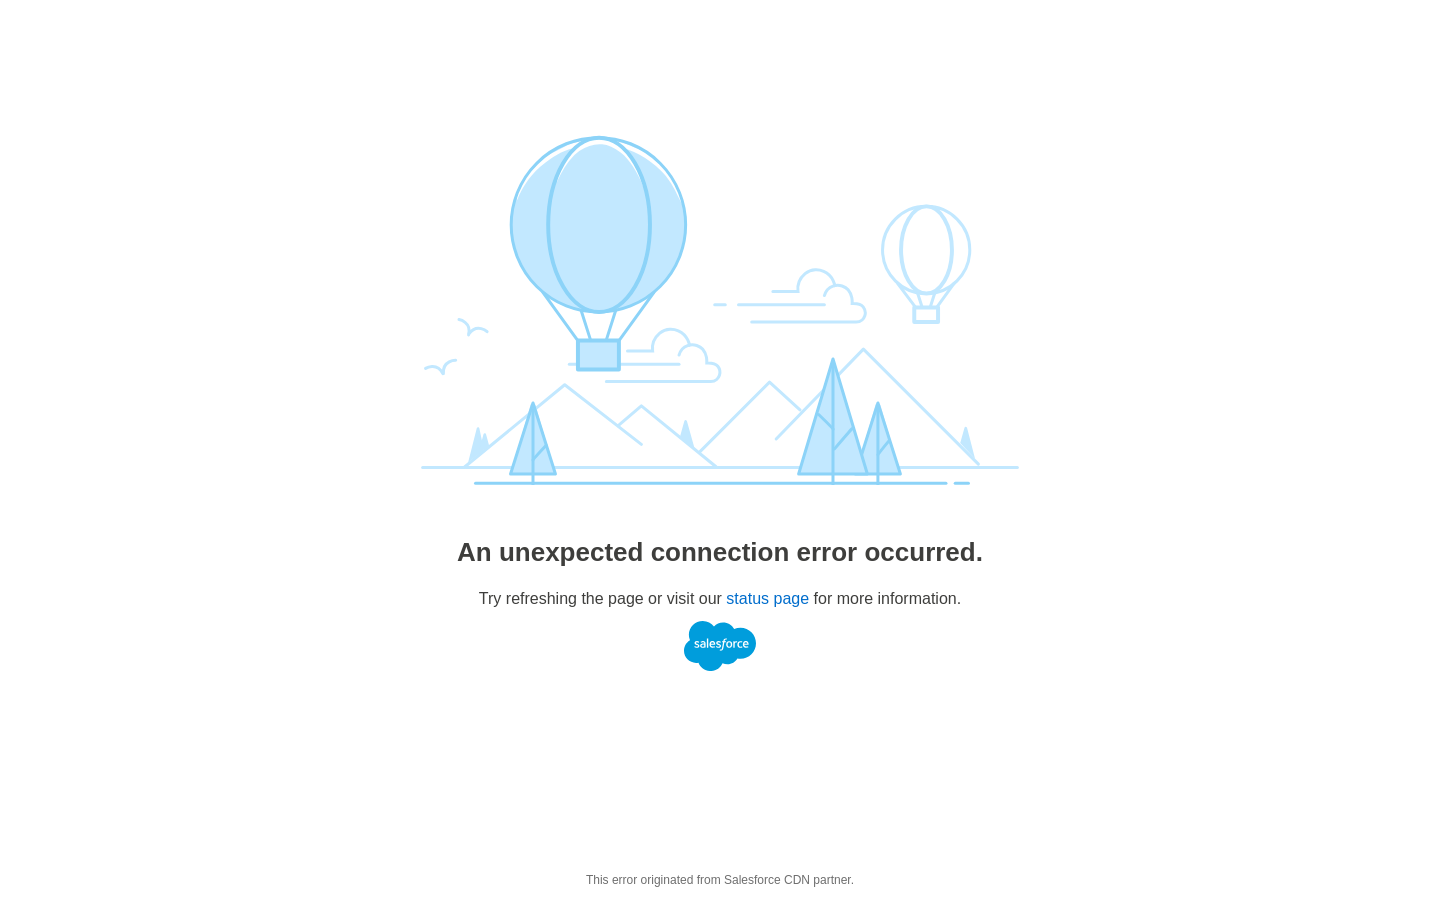 An unexpected connection error occurred.
Try refreshing the page or visit our status page for more information.
salesforce
This error originated from Salesforce CDN partner.